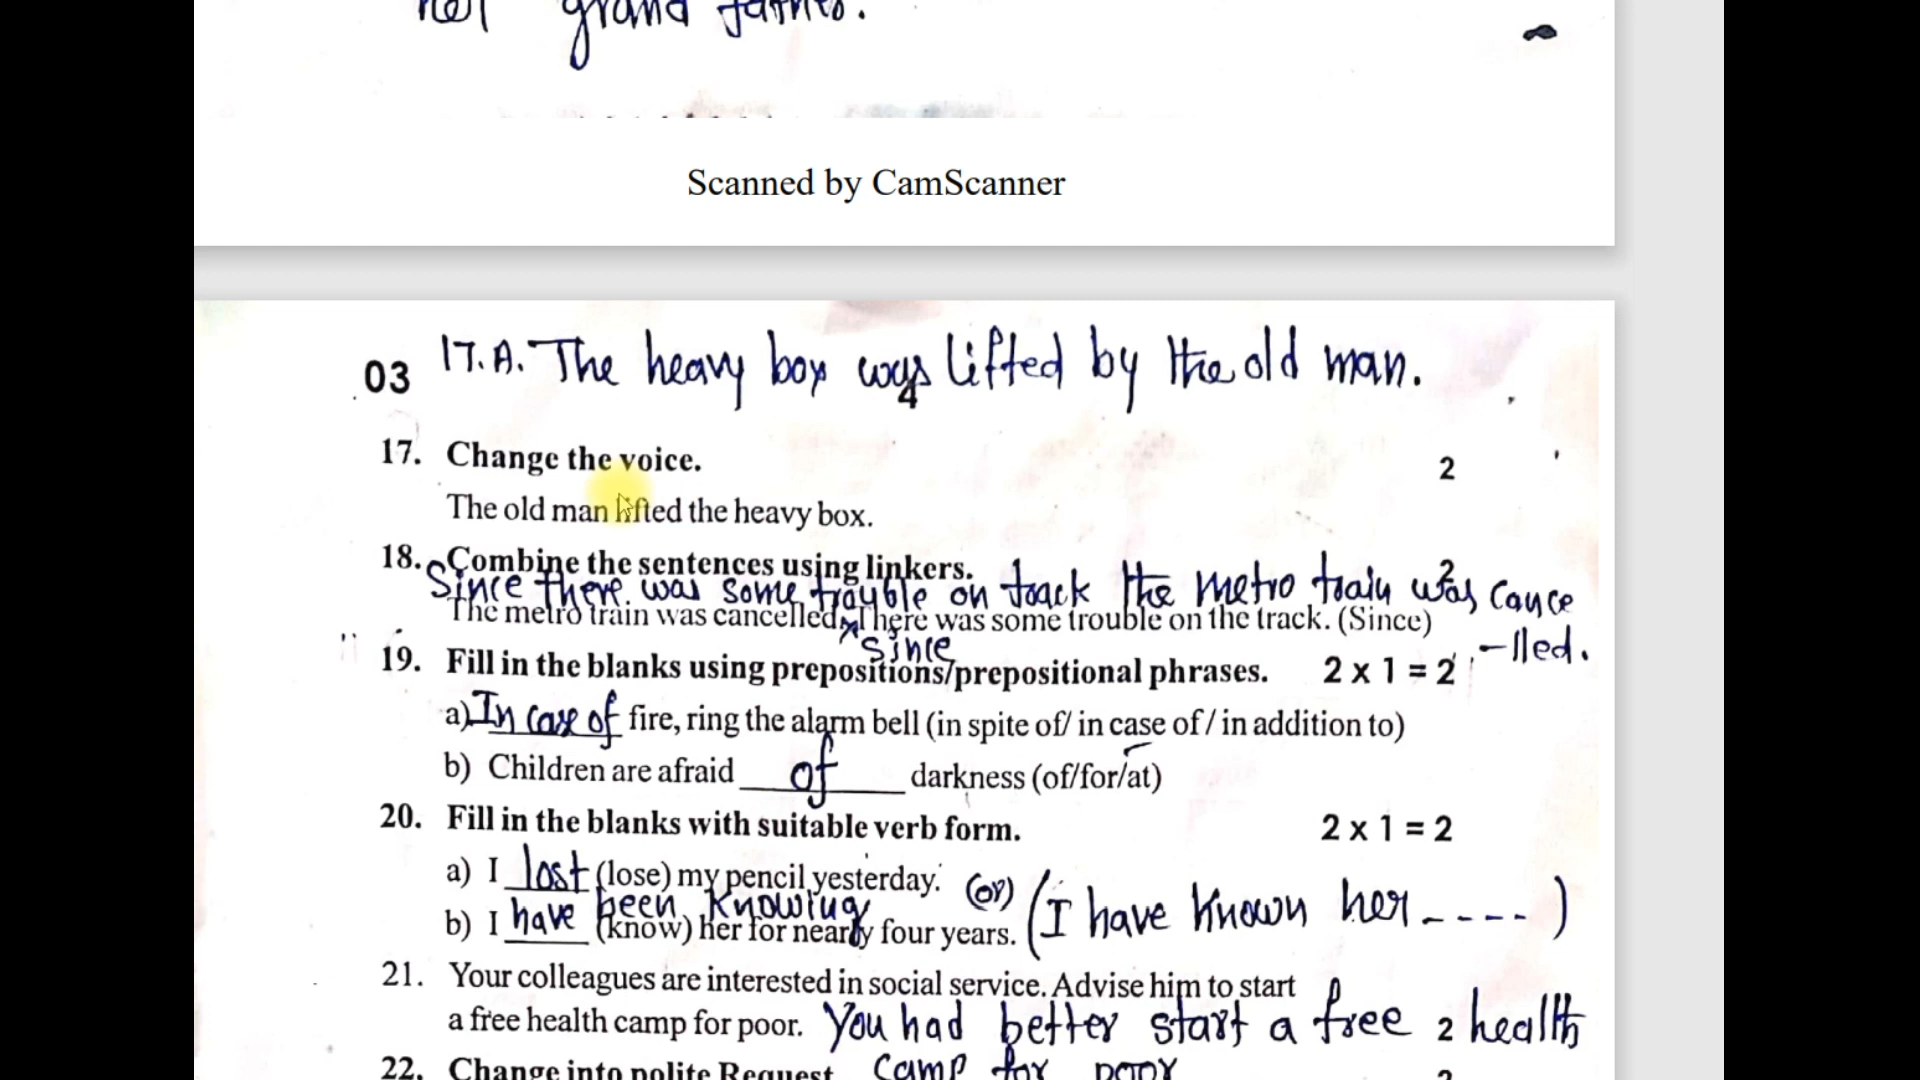 her grand father.
Scanned by CamScanner
17.A. The heavy box was lifted by the old man.
03
4
17. Change the voice. 2
The old man lifted the heavy box.
18. Combine the sentences using linkers. 2
Since there was some trouble on track the metro train was cance
-lled.
The metro train was cancelled. There was some trouble on the track. (Since)
since
19. Fill in the blanks using prepositions/prepositional phrases. 2 x 1 = 2
a) In case of fire, ring the alarm bell (in spite of/ in case of / in addition to)
b) Children are afraid of darkness (of/for/at)
20. Fill in the blanks with suitable verb form. 2 x 1 = 2
a) I lost (lose) my pencil yesterday.
b) I have been knowing (know) her for nearly four years. (or) (I have known her ----)
21. Your colleagues are interested in social service. Advise him to start
a free health camp for poor. You had better start a free health 2
22. Change into polite Request camp for poor 2